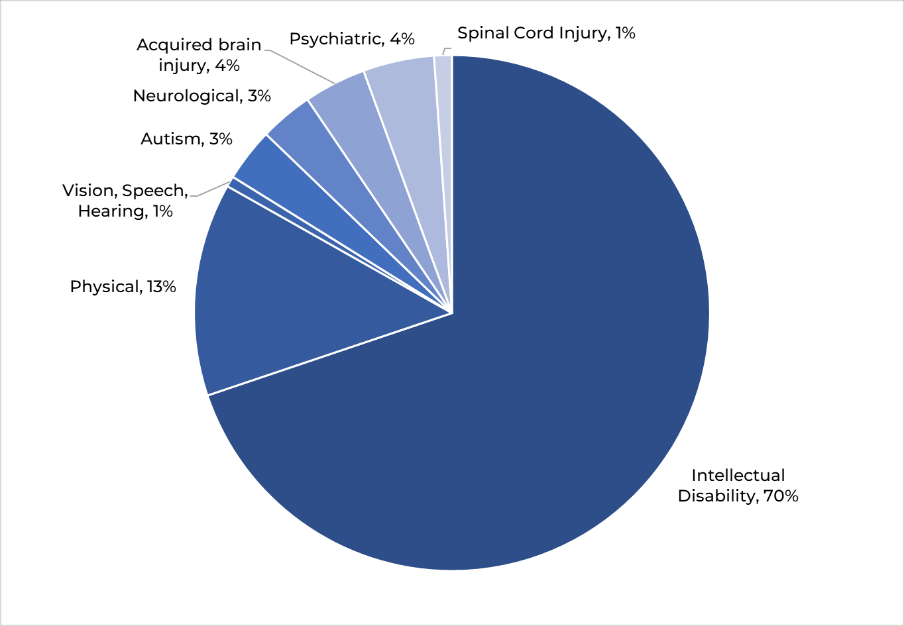 Spinal Cord Injury, 1%
Psychiatric, 4%
Acquired brain
injury, 4%
Neurological, 3%
Autism, 3%
Vision, Speech,
Hearing, 1%
Physical, 13%
Intellectual
Disability, 70%